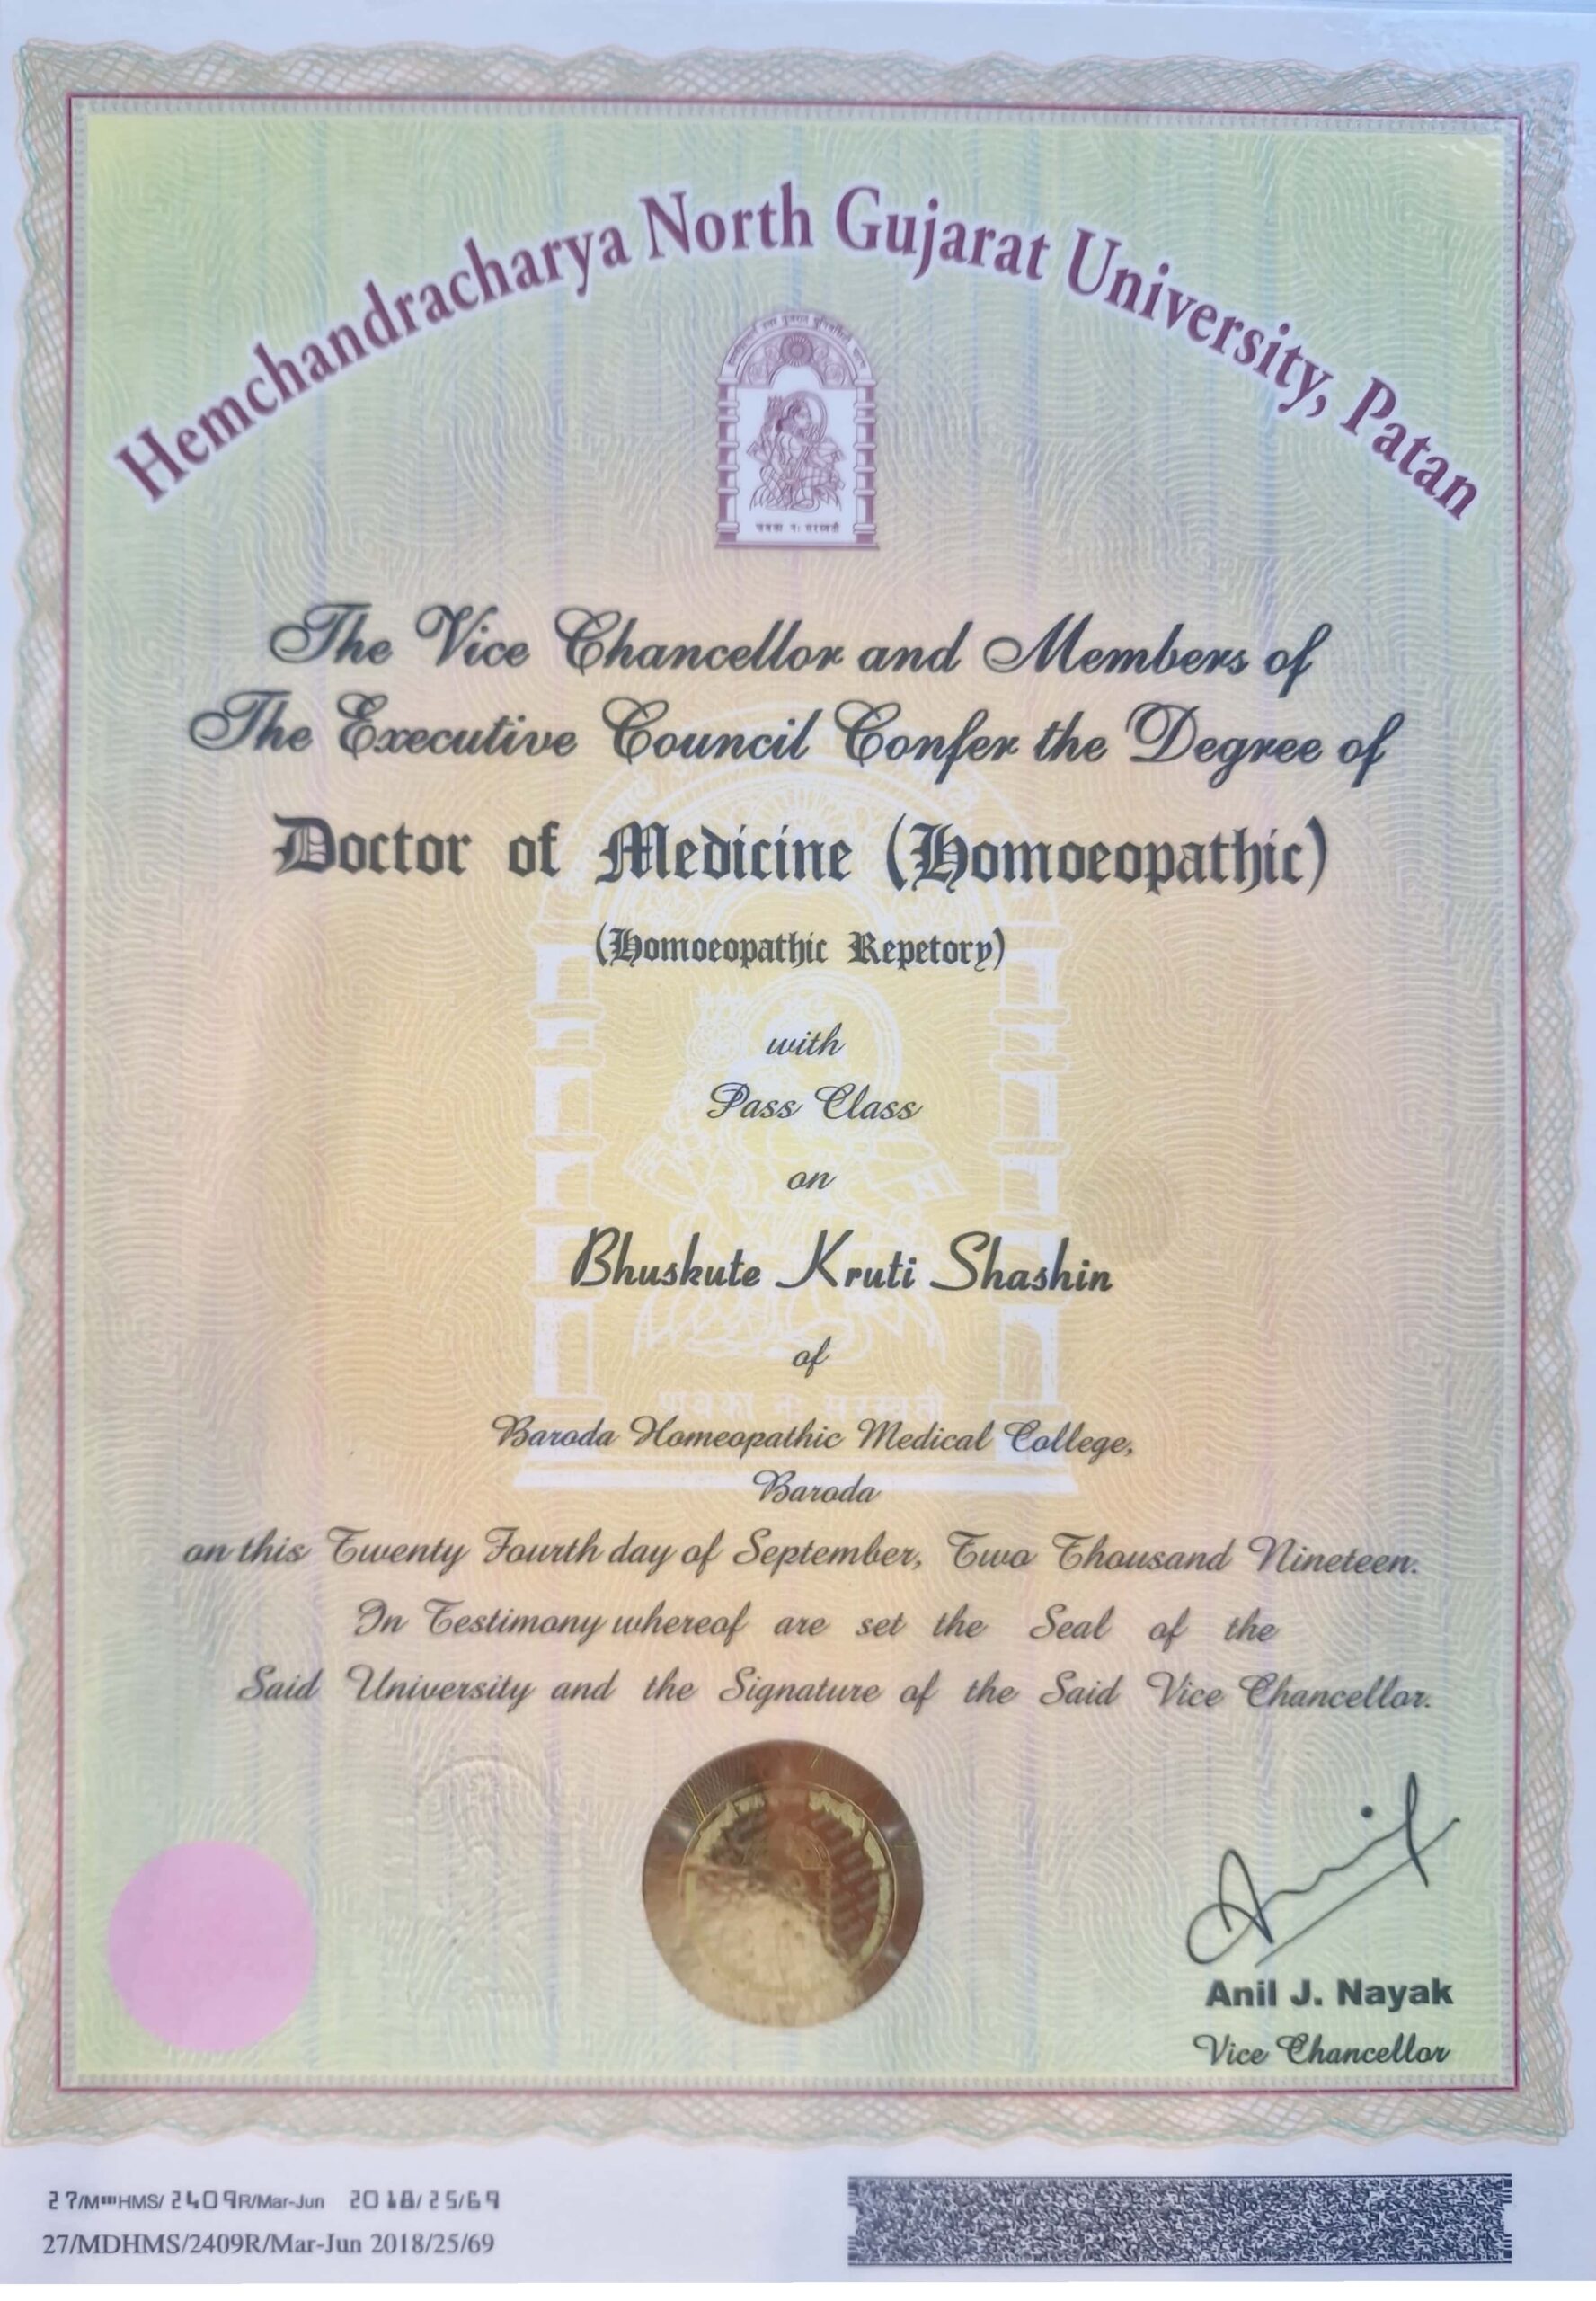 Hemchandracharya North Gujarat University, Patan
The Vice Chancellor and Members of
The Executive Council Confer the Degree of
Doctor of Medicine (Homoeopathic)
(Homoeopathic Repetory)
with
Pass Class
on
Bhuskute Kruti Shashin
of
Baroda Homeopathic Medical College,
Baroda
on this Twenty Fourth day of September, Two Thousand Nineteen.
In Testimony whereof are set the Seal of the
Said University and the Signature of the Said Vice Chancellor.
Anil
Anil J. Nayak
Vice Chancellor
HMS/2409R/Mar-Jun 2018/25/69
27/MDHMS/2409R/Mar-Jun 2018/25/69